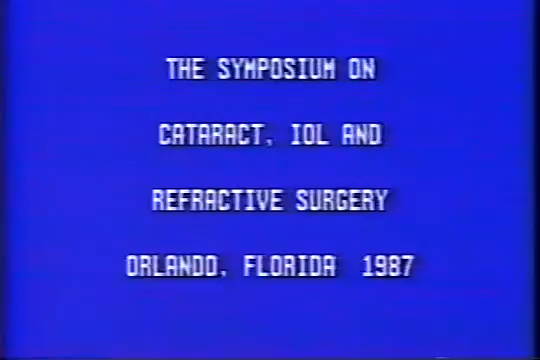 THE SYMPOSIUM ON
CATARACT, IOL AND
REFRACTIVE SURGERY
ORLANDO, FLORIDA 1987